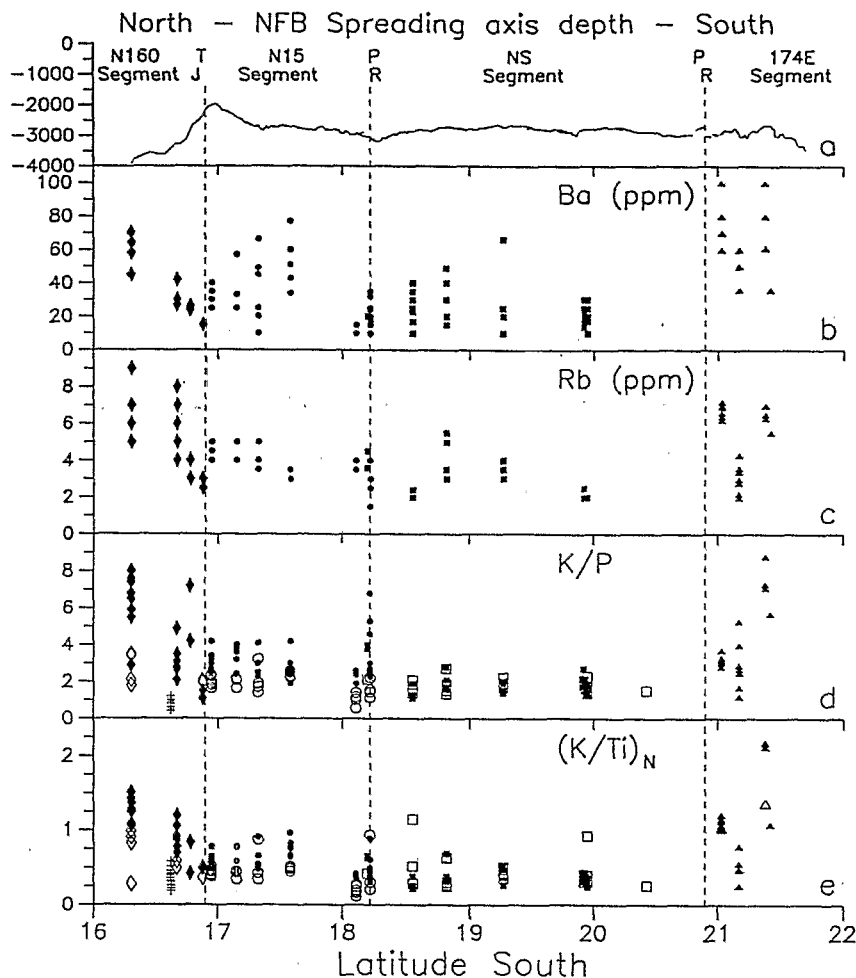 North – NFB Spreading axis depth – South
0
-1000
-2000
-3000
-4000
N160 Segment
T J
N15 Segment
P R
NS Segment
P R
174E Segment
a
100
80
60
40
20
0
Ba (ppm)
b
8
6
4
2
0
Rb (ppm)
c
8
6
4
2
0
K/P
d
2
1
0
(K/Ti)N
e
16 17 18 19 20 21 22
Latitude South